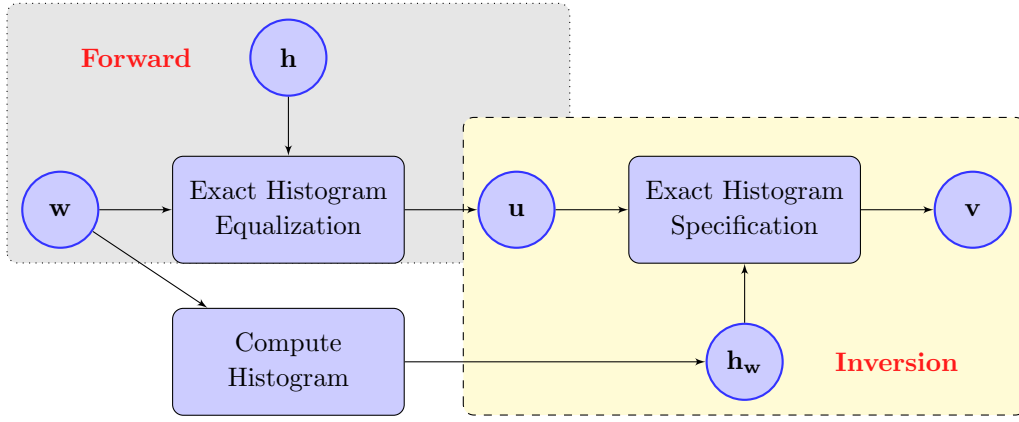 Forward
h
w
Exact Histogram
Equalization
u
Exact Histogram
Specification
v
Compute
Histogram
h_w
Inversion